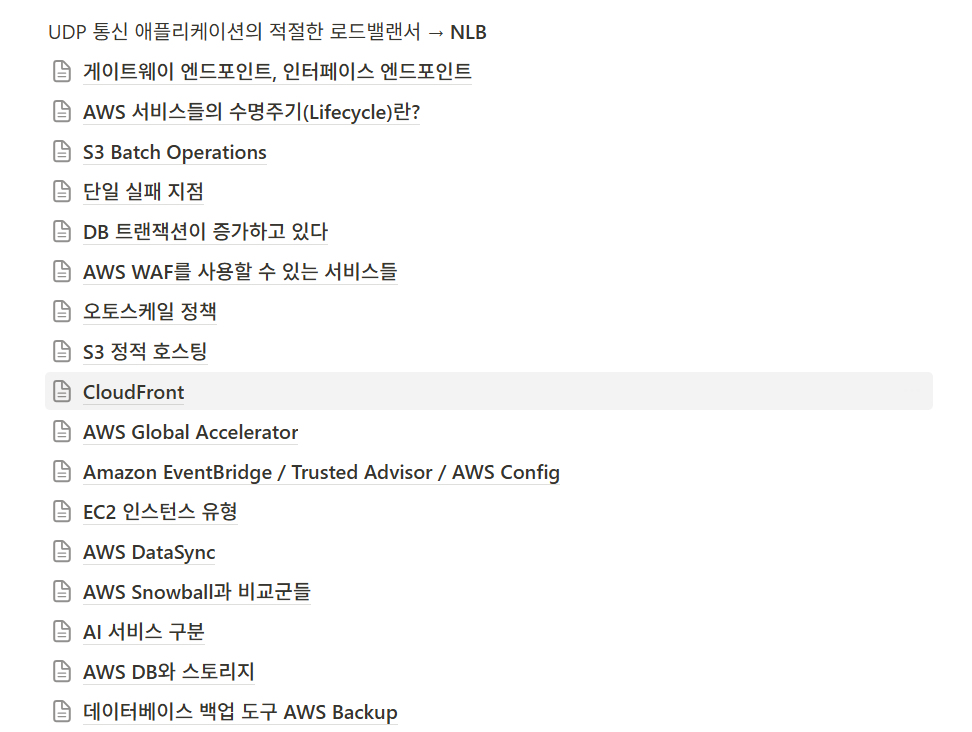 UDP 통신 애플리케이션의 적절한 로드밸랜서 → NLB
게이트웨이 엔드포인트, 인터페이스 엔드포인트
AWS 서비스들의 수명주기(Lifecycle)란?
S3 Batch Operations
단일 실패 지점
DB 트랜잭션이 증가하고 있다
AWS WAF를 사용할 수 있는 서비스들
오토스케일 정책
S3 정적 호스팅
CloudFront
AWS Global Accelerator
Amazon EventBridge / Trusted Advisor / AWS Config
EC2 인스턴스 유형
AWS DataSync
AWS Snowball과 비교군들
AI 서비스 구분
AWS DB와 스토리지
데이터베이스 백업 도구 AWS Backup